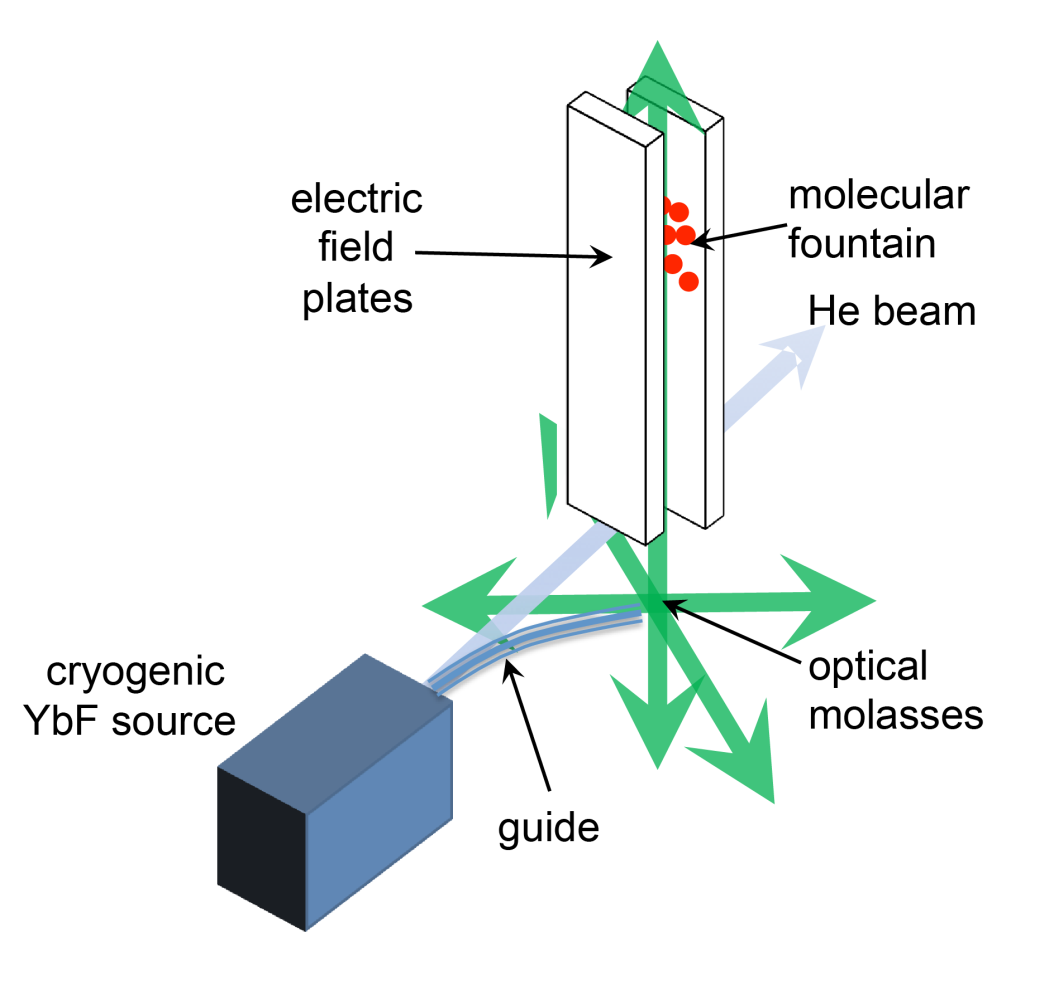 electric
field
plates
molecular
fountain
He beam
cryogenic
YbF source
optical
molasses
guide